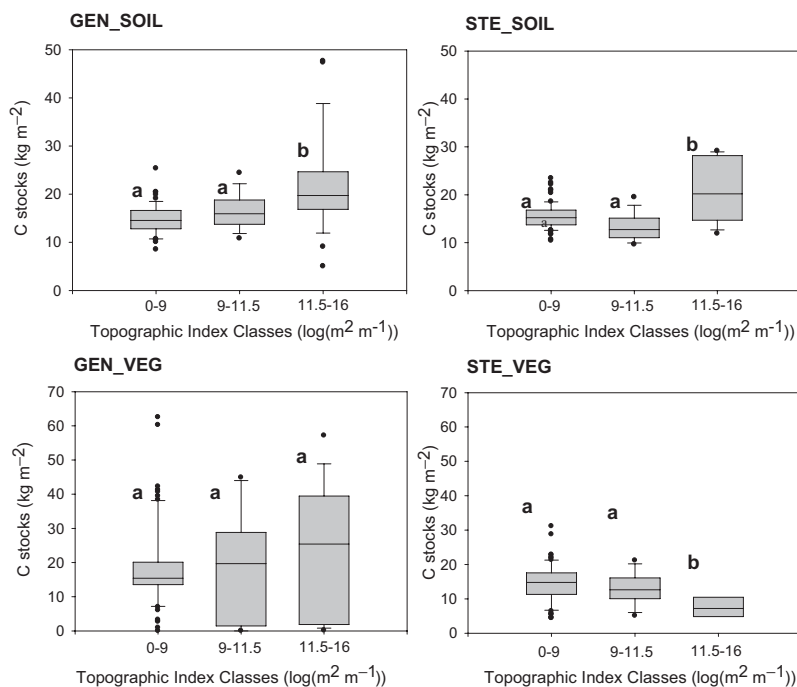 GEN_SOIL
50
40
30
20
10
0
C stocks (kg m−2)
a
a
b
0-9
9-11.5
11.5-16
Topographic Index Classes (log(m2 m-1))
STE_SOIL
50
40
30
20
10
0
C stocks (kg m−2)
a
a
a
b
0-9
9-11.5
11.5-16
Topographic Index Classes (log(m2 m-1))
GEN_VEG
70
60
50
40
30
20
10
0
C stocks (kg m−2)
a
a
a
0-9
9-11.5
11.5-16
Topographic Index Classes (log(m2 m−1))
STE_VEG
70
60
50
40
30
20
10
0
C stocks (kg m−2)
a
a
b
0-9
9-11.5
11.5-16
Topographic Index Classes (log(m2 m−1))